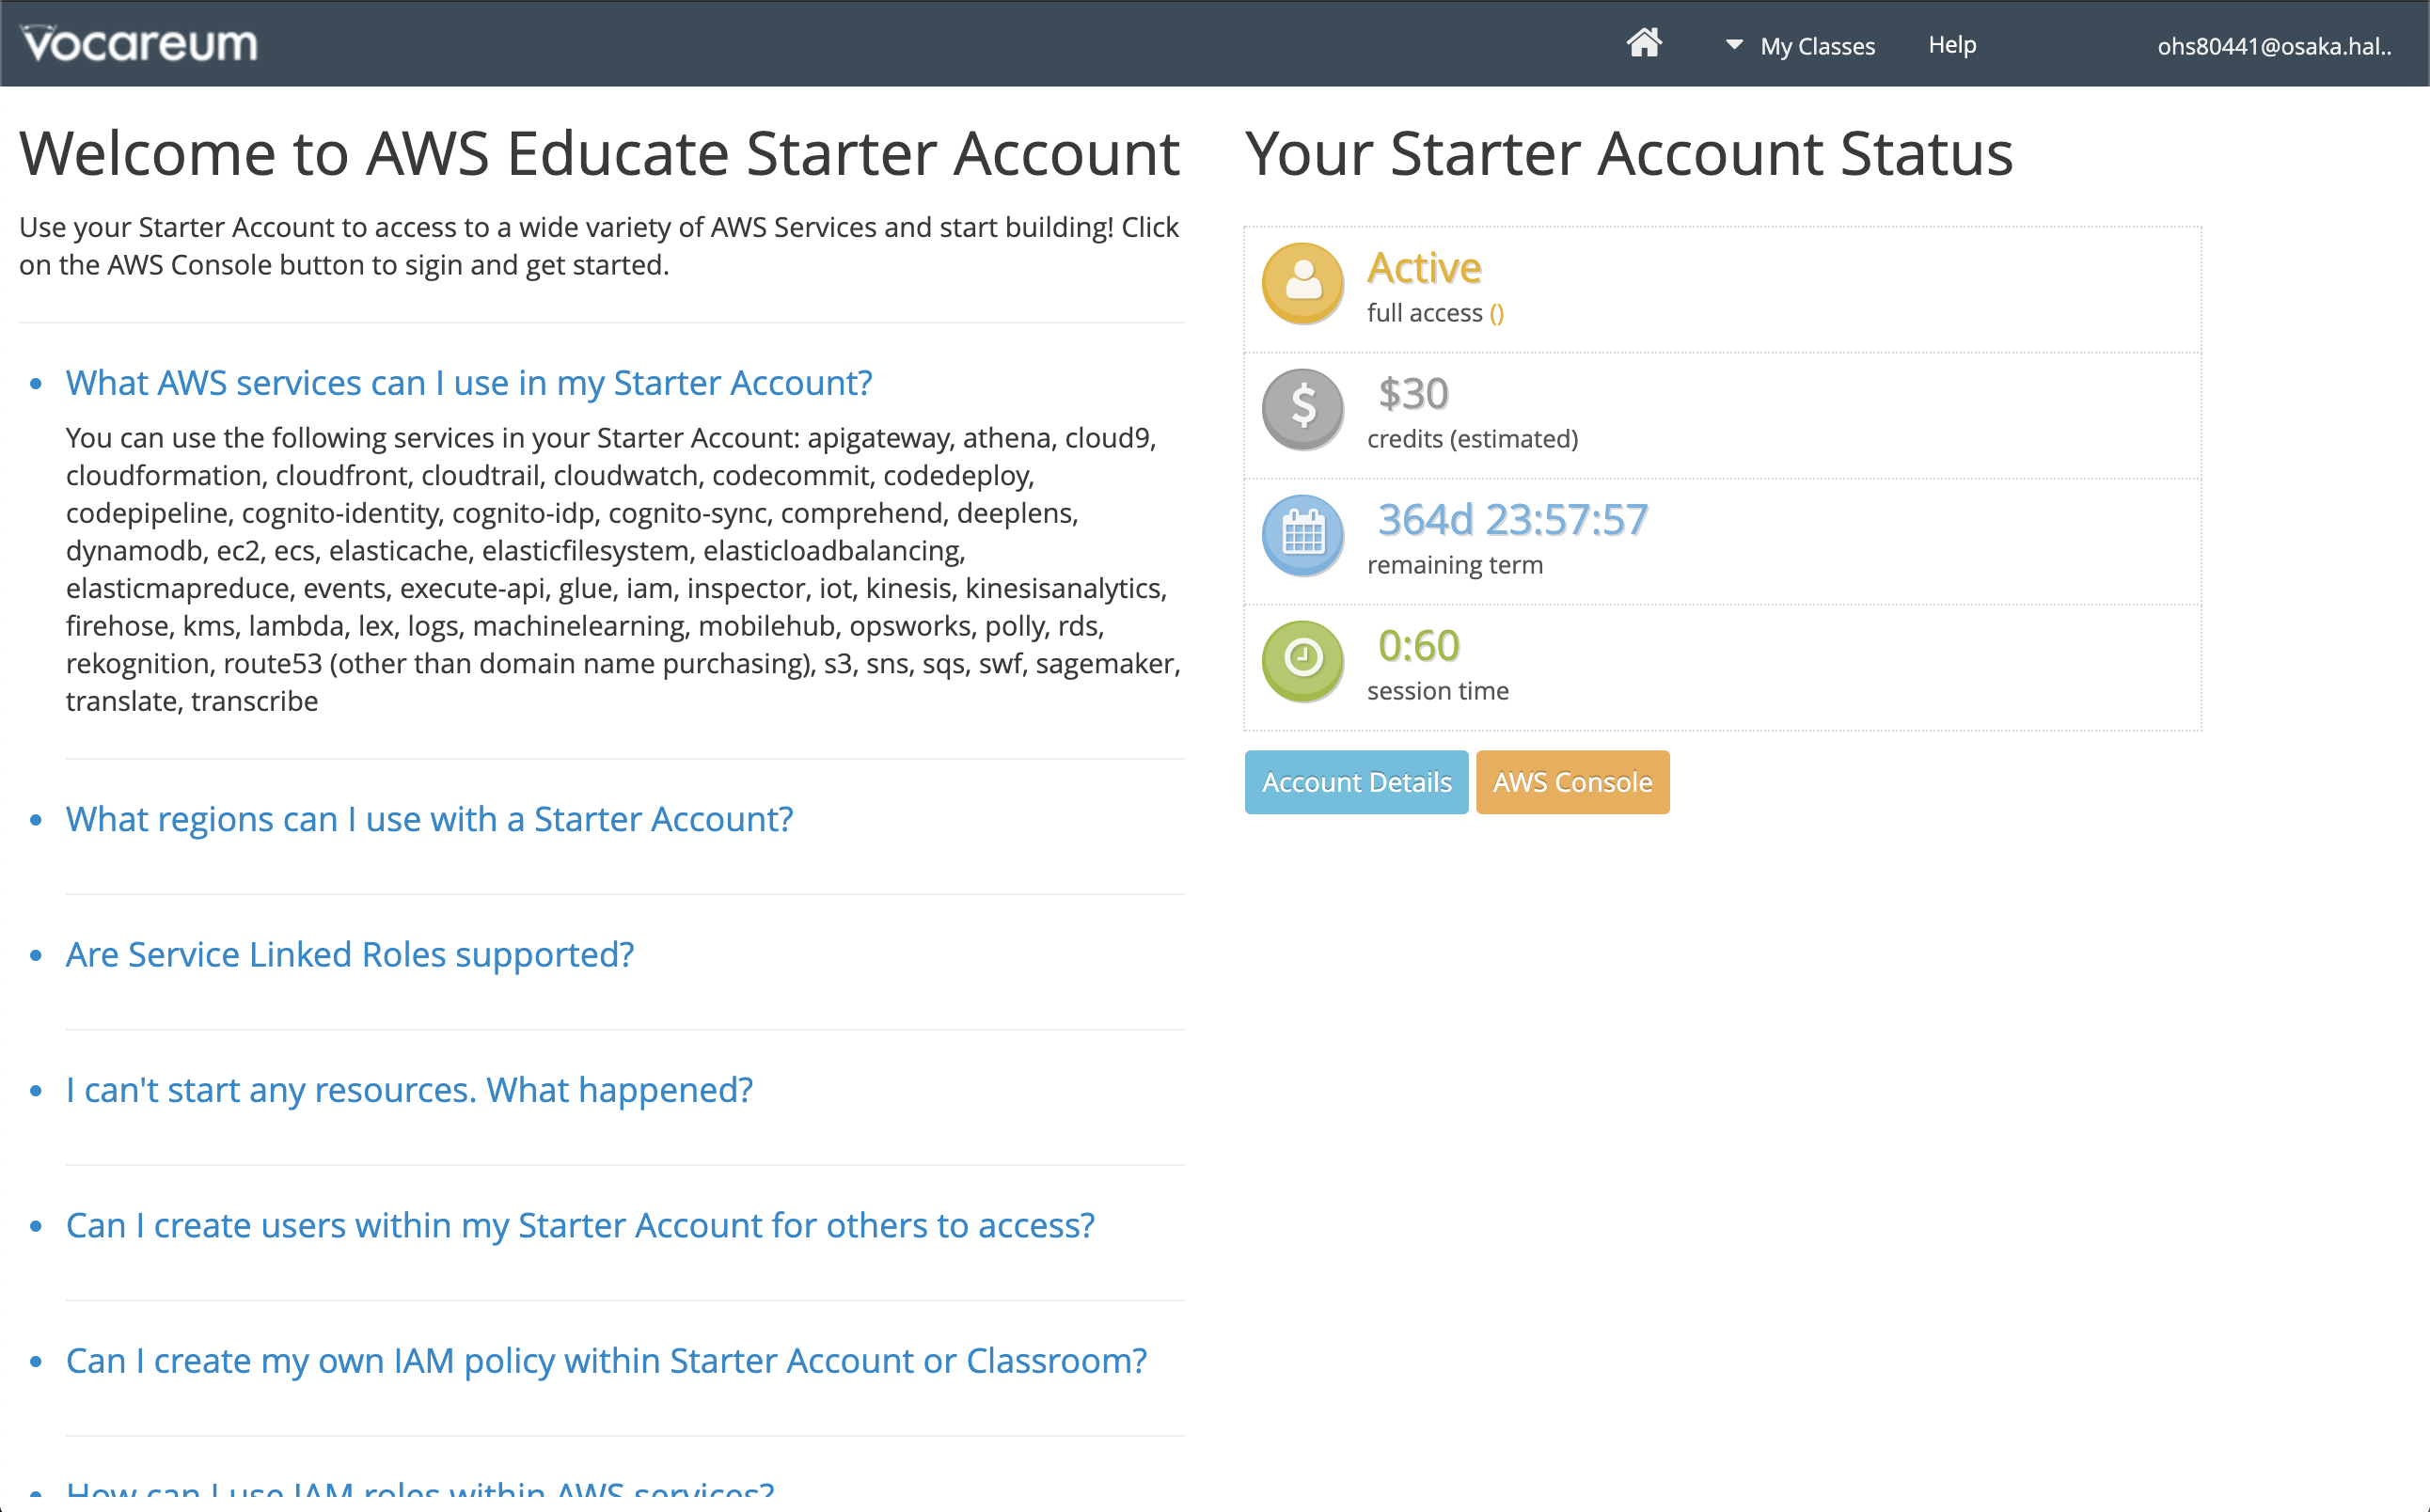 Vocareum
My Classes
Help
ohs80441@osaka.hal..
Welcome to AWS Educate Starter Account
Use your Starter Account to access to a wide variety of AWS Services and start building! Click
on the AWS Console button to sigin and get started.
What AWS services can I use in my Starter Account?
You can use the following services in your Starter Account: apigateway, athena, cloud9,
cloudformation, cloudfront, cloudtrail, cloudwatch, codecommit, codedeploy,
codepipeline, cognito-identity, cognito-idp, cognito-sync, comprehend, deeplens,
dynamodb, ec2, ecs, elasticache, elasticfilesystem, elasticloadbalancing,
elasticmapreduce, events, execute-api, glue, iam, inspector, iot, kinesis, kinesisanalytics,
firehose, kms, lambda, lex, logs, machinelearning, mobilehub, opsworks, polly, rds,
rekognition, route53 (other than domain name purchasing), s3, sns, sqs, swf, sagemaker,
translate, transcribe
What regions can I use with a Starter Account?
Are Service Linked Roles supported?
I can't start any resources. What happened?
Can I create users within my Starter Account for others to access?
Can I create my own IAM policy within Starter Account or Classroom?
How can I use IAM roles within AWS services?
Your Starter Account Status
Active
full access ()
$30
credits (estimated)
364d 23:57:57
remaining term
0:60
session time
Account Details
AWS Console